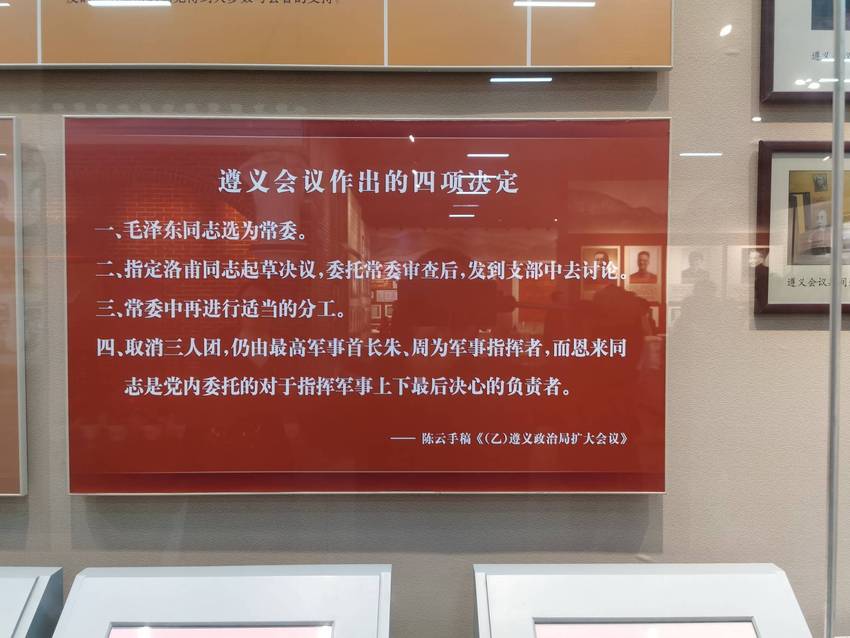 遵义会议作出的四项决定
一、毛泽东同志选为常委。
二、指定洛甫同志起草决议，委托常委审查后，发到支部中去讨论。
三、常委中再进行适当的分工。
四、取消三人团，仍由最高军事首长朱、周为军事指挥者，而恩来同
志是党内委托的对于指挥军事上下最后决心的负责者。
—— 陈云手稿《(乙)遵义政治局扩大会议》
遵义会议